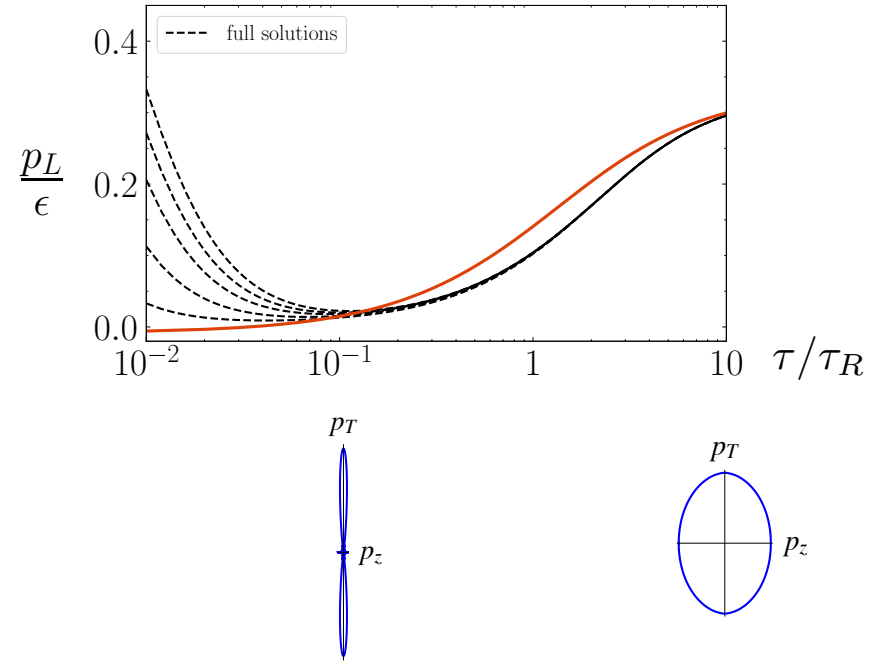 full solutions
0.4
0.2
0.0
p_L/ϵ
10⁻² 10⁻¹ 1 10
τ/τ_R
p_T p_T
p_z p_z